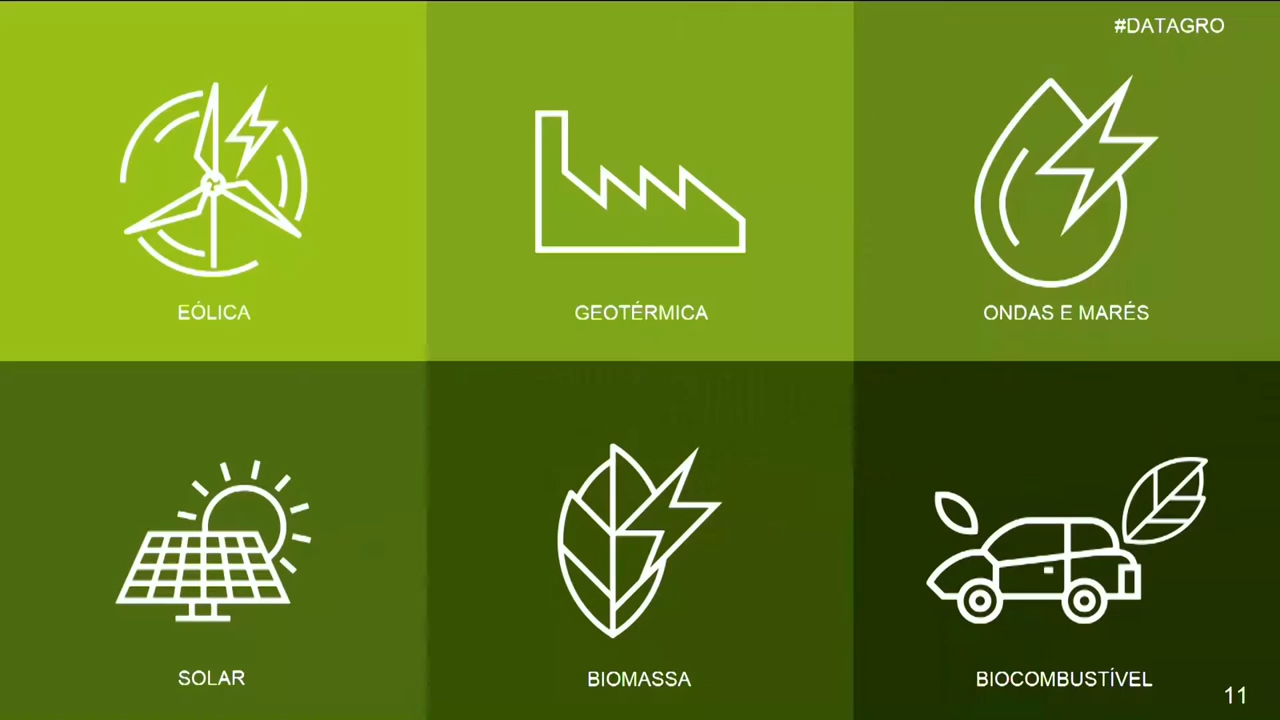 #DATAGRO
EÓLICA
GEOTÉRMICA
ONDAS E MARÉS
SOLAR
BIOMASSA
BIOCOMBUSTÍVEL
11